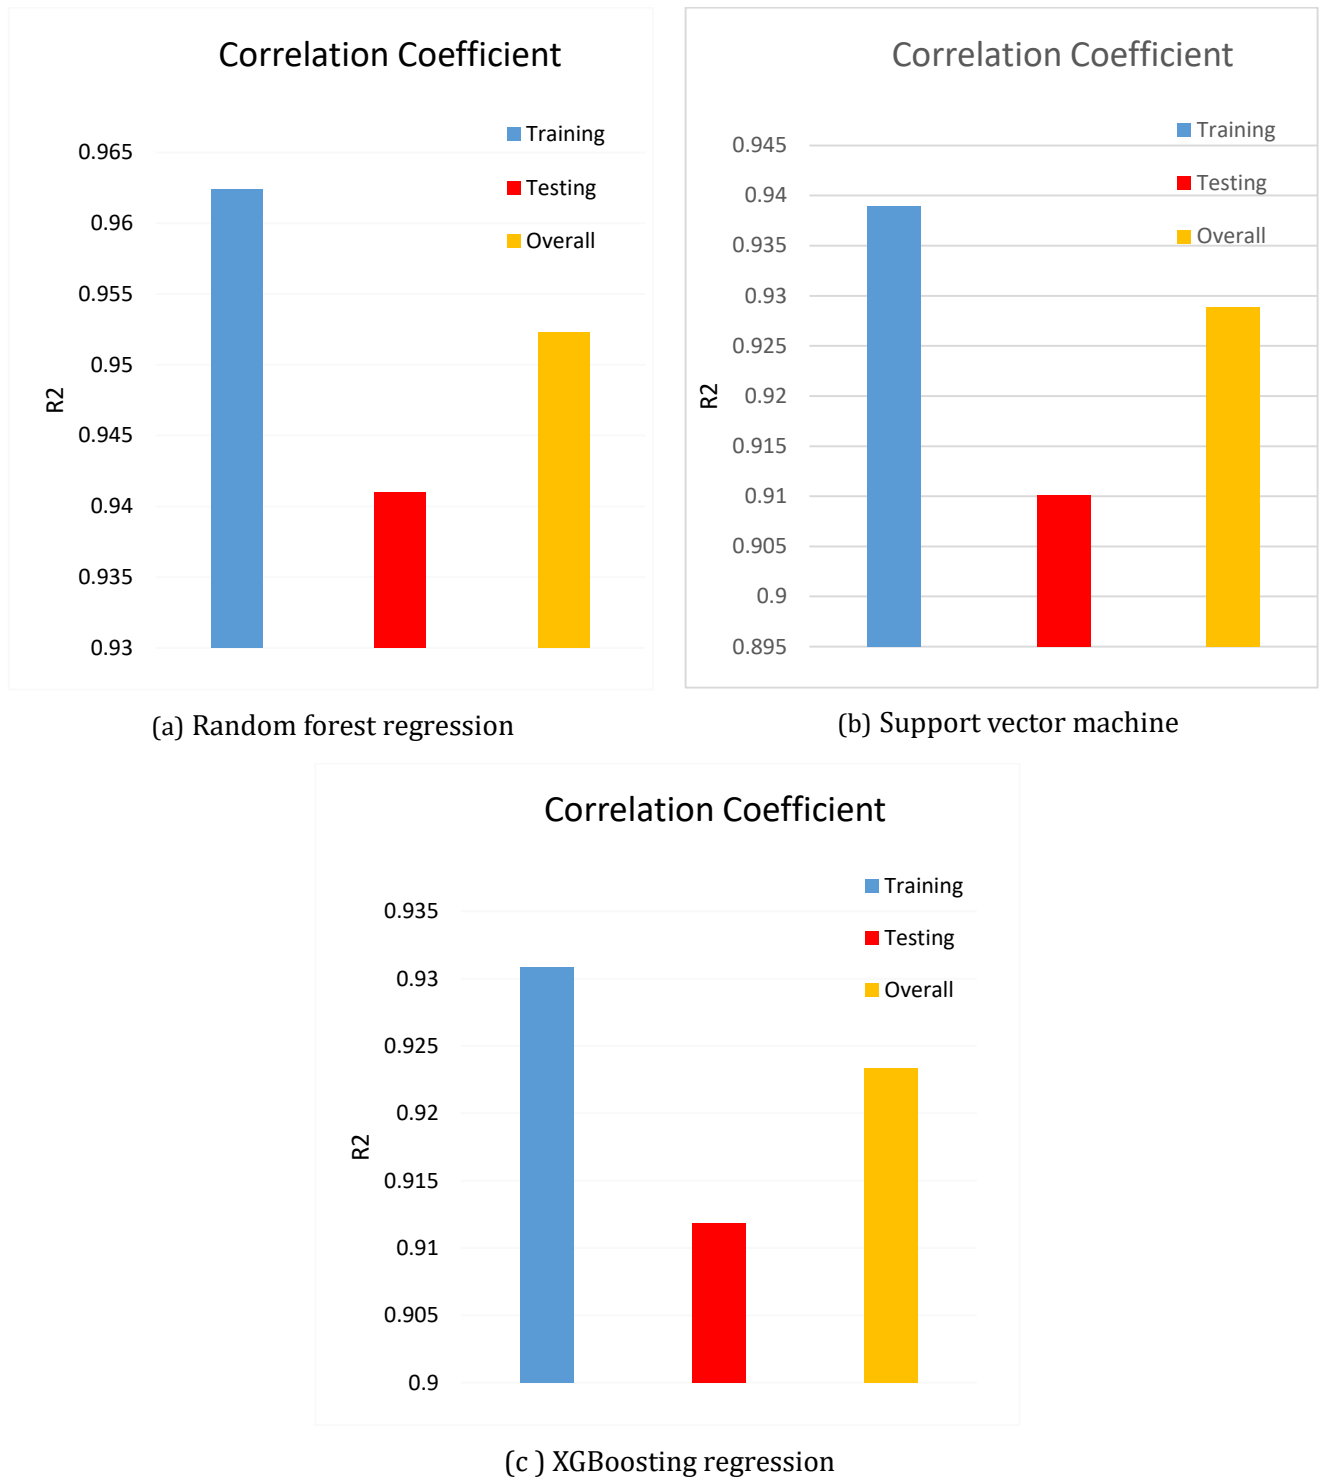 Correlation Coefficient
Training
Testing
Overall
0.965
0.96
0.955
0.95
0.945
0.94
0.935
0.93
R2
(a) Random forest regression
Correlation Coefficient
Training
Testing
Overall
0.945
0.94
0.935
0.93
0.925
0.92
0.915
0.91
0.905
0.9
0.895
R2
(b) Support vector machine
Correlation Coefficient
Training
Testing
Overall
0.935
0.93
0.925
0.92
0.915
0.91
0.905
0.9
R2
(c ) XGBoosting regression